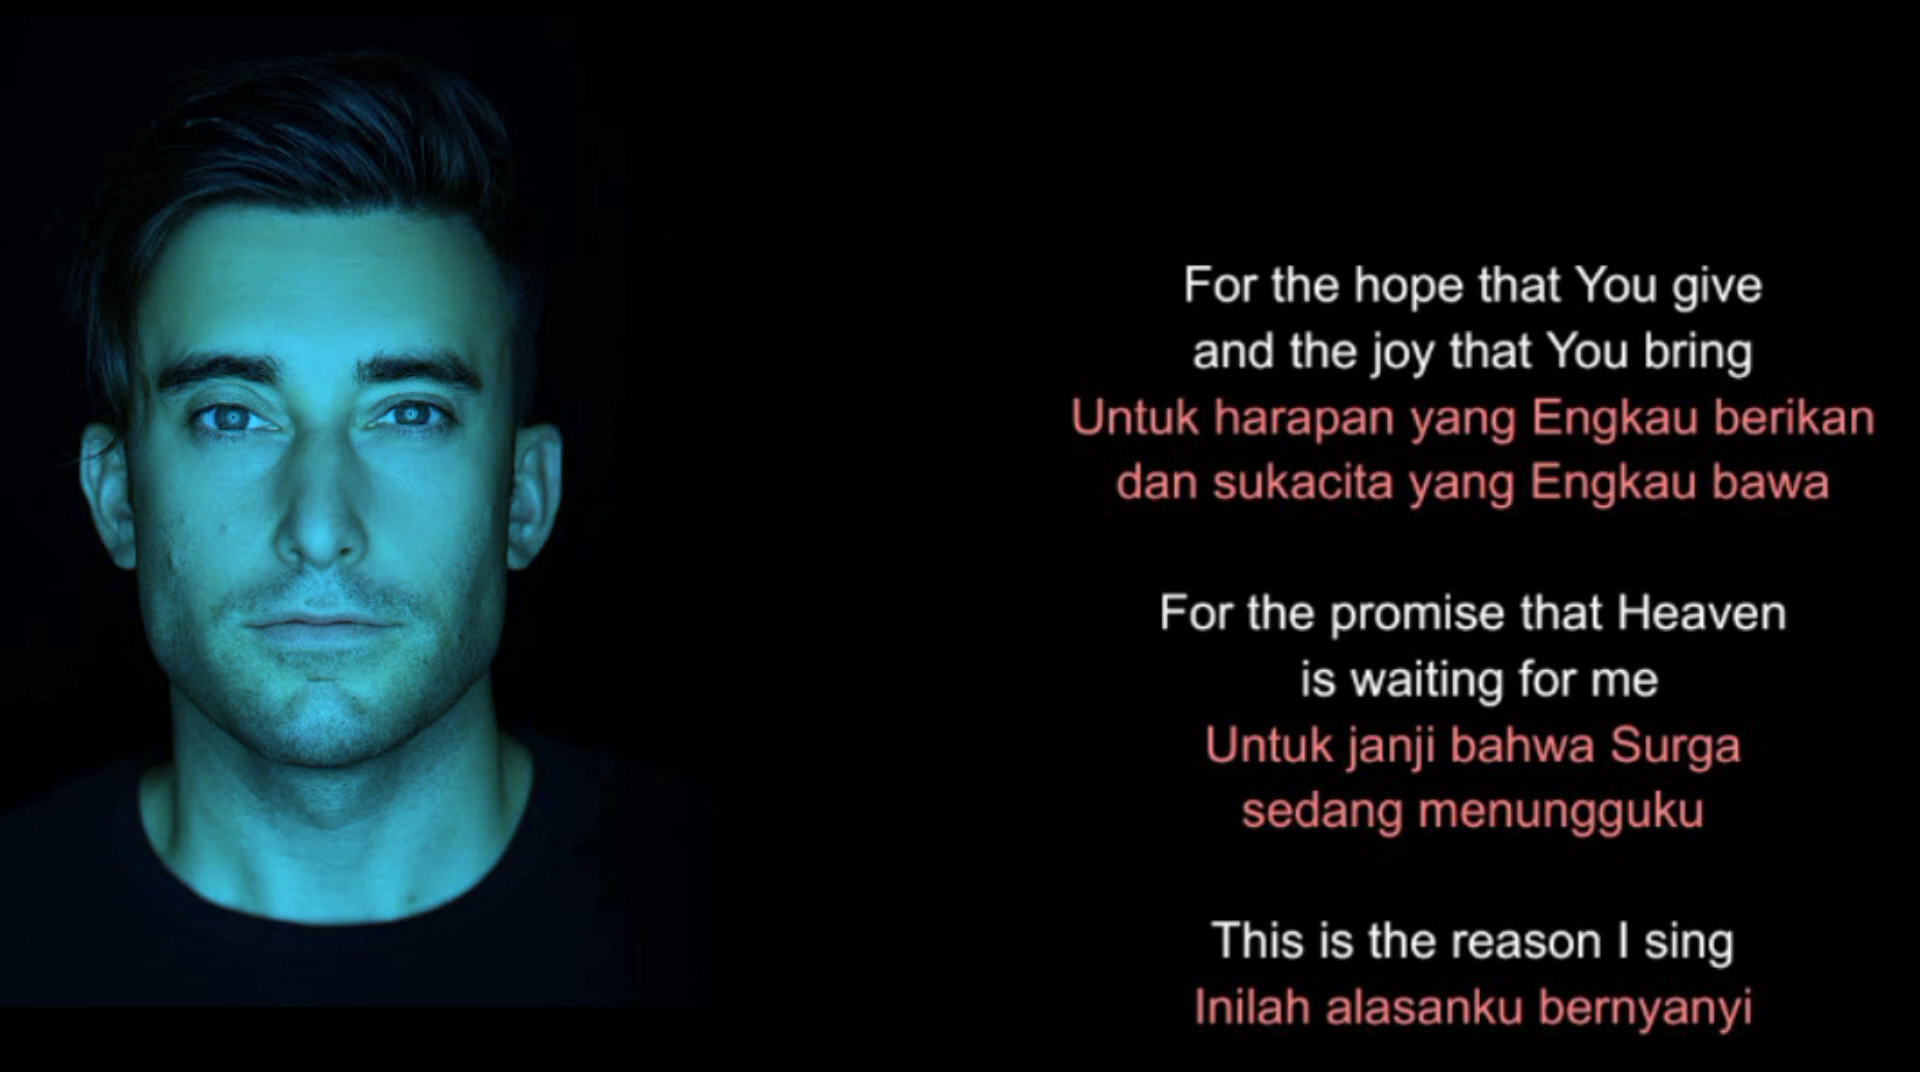 For the hope that You give
and the joy that You bring
Untuk harapan yang Engkau berikan
dan sukacita yang Engkau bawa
For the promise that Heaven
is waiting for me
Untuk janji bahwa Surga
sedang menungguku
This is the reason I sing
Inilah alasanku bernyanyi